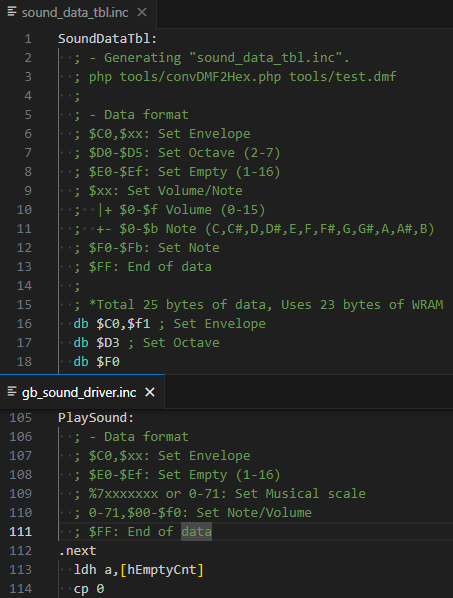 sound_data_tbl.inc ×
1 SoundDataTbl:
2 ; - Generating "sound_data_tbl.inc".
3 ; php tools/convDMF2Hex.php tools/test.dmf
4 ;
5 ; - Data format
6 ; $C0,$xx: Set Envelope
7 ; $D0-$D5: Set Octave (2-7)
8 ; $E0-$Ef: Set Empty (1-16)
9 ; $xx: Set Volume/Note
10 ;  |+ $0-$f Volume (0-15)
11 ;  +- $0-$b Note (C,C#,D,D#,E,F,F#,G,G#,A,A#,B)
12 ; $F0-$Fb: Set Note
13 ; $FF: End of data
14 ;
15 ; *Total 25 bytes of data, Uses 23 bytes of WRAM
16 db $C0,$f1 ; Set Envelope
17 db $D3 ; Set Octave
18 db $F0
gb_sound_driver.inc ×
105 PlaySound:
106 ; - Data format
107 ; $C0,$xx: Set Envelope
108 ; $E0-$Ef: Set Empty (1-16)
109 ; %7xxxxxxx or 0-71: Set Musical scale
110 ; 0-71,$00-$f0: Set Note/Volume
111 ; $FF: End of data
112 .next
113 ldh a,[hEmptyCnt]
114 cp 0